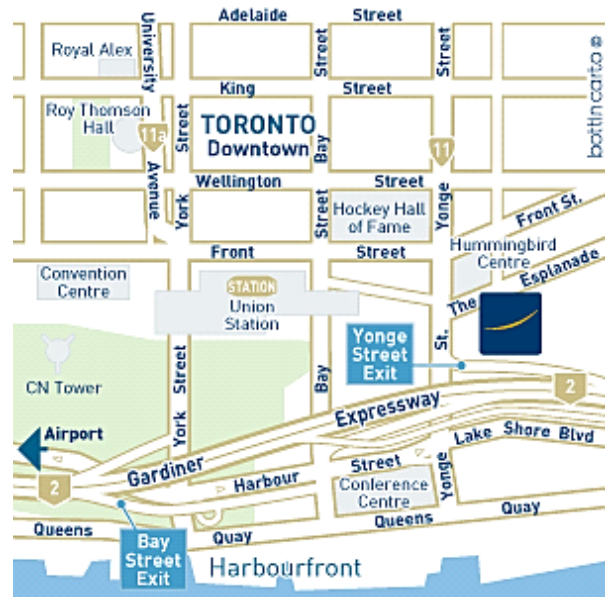 Adelaide Street
Royal Alex
University Avenue
Street
Street
bottin carto ©
King Street
Roy Thomson
Hall
11a
York Street
TORONTO
Downtown
Bay Street
11
Yonge
Wellington Street
Hockey Hall
of Fame
Front St.
Hummingbird
Centre
Front Street
Convention
Centre
STATION
Union
Station
The Esplanade
St.
Yonge
Street
Exit
CN Tower
York Street
Bay
Expressway
2
Airport
Gardiner
Lake Shore Blvd
2
Harbour Street
Conference
Centre
Yonge
Queens Quay
Queens Quay
Bay
Street
Exit
Harbourfront